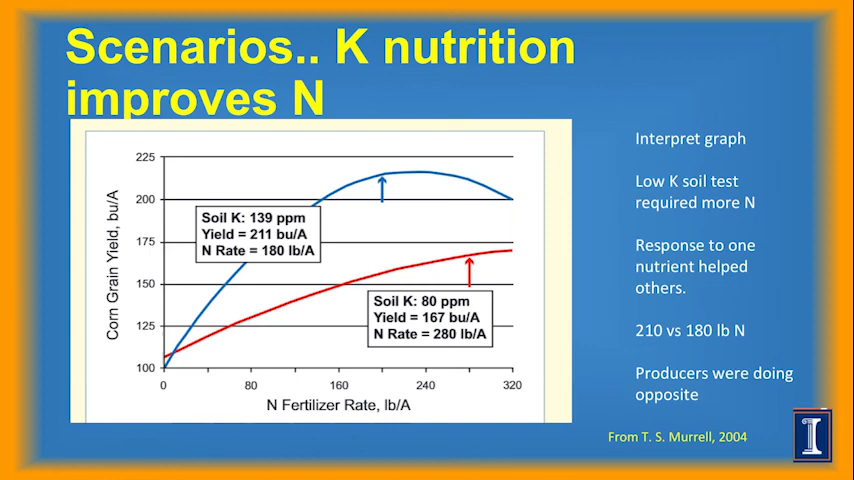 Scenarios.. K nutrition
improves N
225
200
175
150
125
100
Corn Grain Yield, bu/A
Soil K: 139 ppm
Yield = 211 bu/A
N Rate = 180 lb/A
Soil K: 80 ppm
Yield = 167 bu/A
N Rate = 280 lb/A
0
80
160
240
320
N Fertilizer Rate, lb/A
Interpret graph
Low K soil test
required more N
Response to one
nutrient helped
others.
210 vs 180 lb N
Producers were doing
opposite
From T. S. Murrell, 2004
I